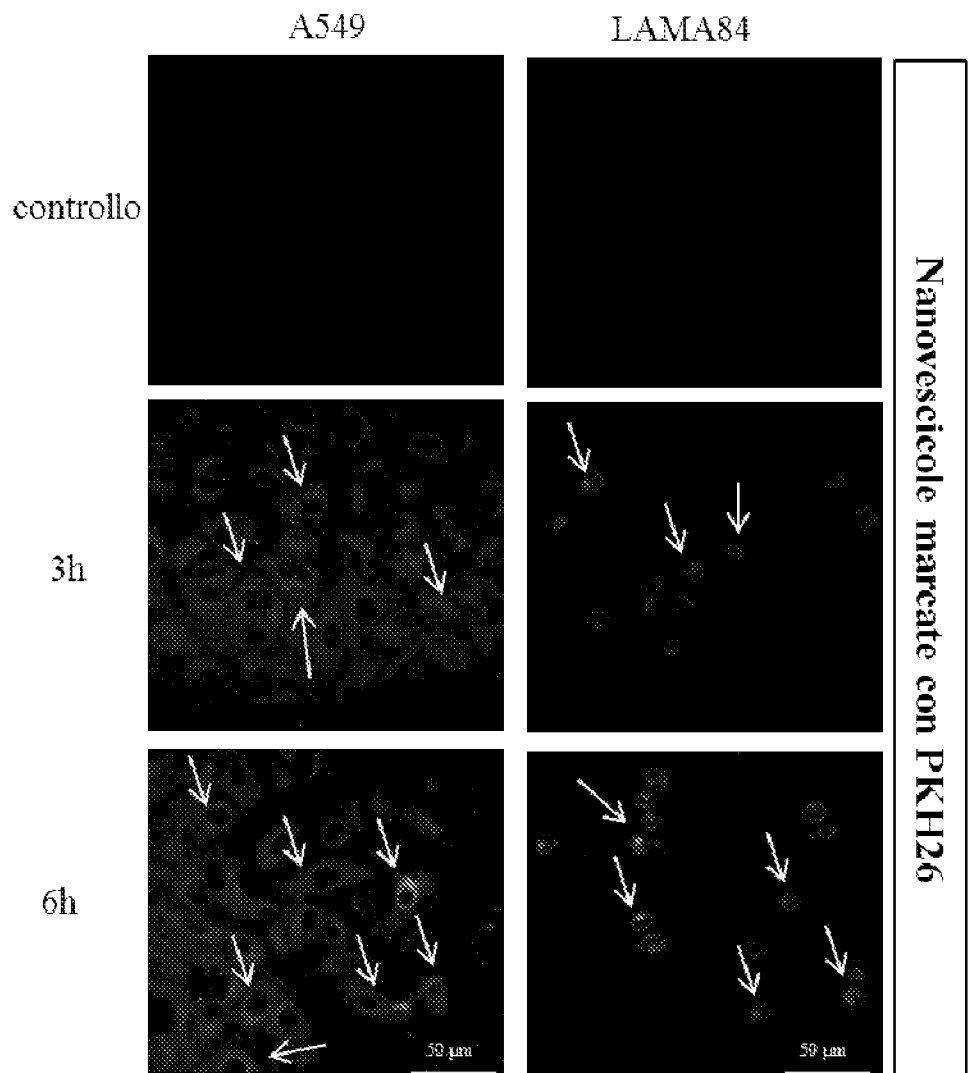 A549
LAMA84
controllo
3h
6h
50 µm
50 µm
Nanovescicole marcate con PKH26